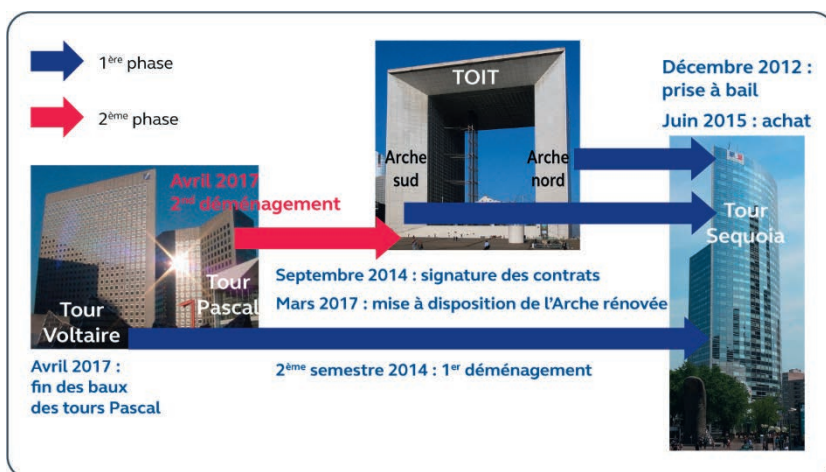 1ère phase
2ème phase
TOIT
Arche
sud
Arche
nord
Décembre 2012 :
prise à bail
Juin 2015 : achat
Tour
Sequoia
Avril 2017
2nd déménagement
Tour
Pascal
Tour
Voltaire
Septembre 2014 : signature des contrats
Mars 2017 : mise à disposition de l’Arche rénovée
Avril 2017 :
fin des baux
des tours Pascal
2ème semestre 2014 : 1er déménagement